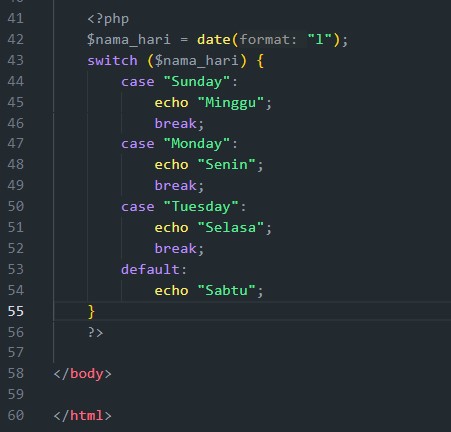 41 <?php
42 $nama_hari = date(format: "l");
43 switch ($nama_hari) {
44 case "Sunday":
45 echo "Minggu";
46 break;
47 case "Monday":
48 echo "Senin";
49 break;
50 case "Tuesday":
51 echo "Selasa";
52 break;
53 default:
54 echo "Sabtu";
55 }
56 ?>
57
58 </body>
59
60 </html>